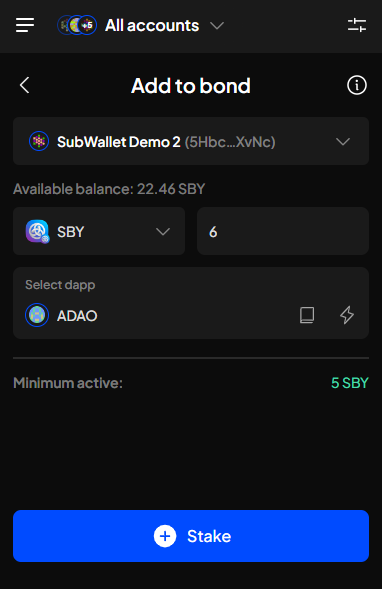 +5 All accounts
Add to bond
SubWallet Demo 2 (5Hbc...XvNc)
Available balance: 22.46 SBY
SBY
6
Select dapp
ADAO
Minimum active: 5 SBY
Stake